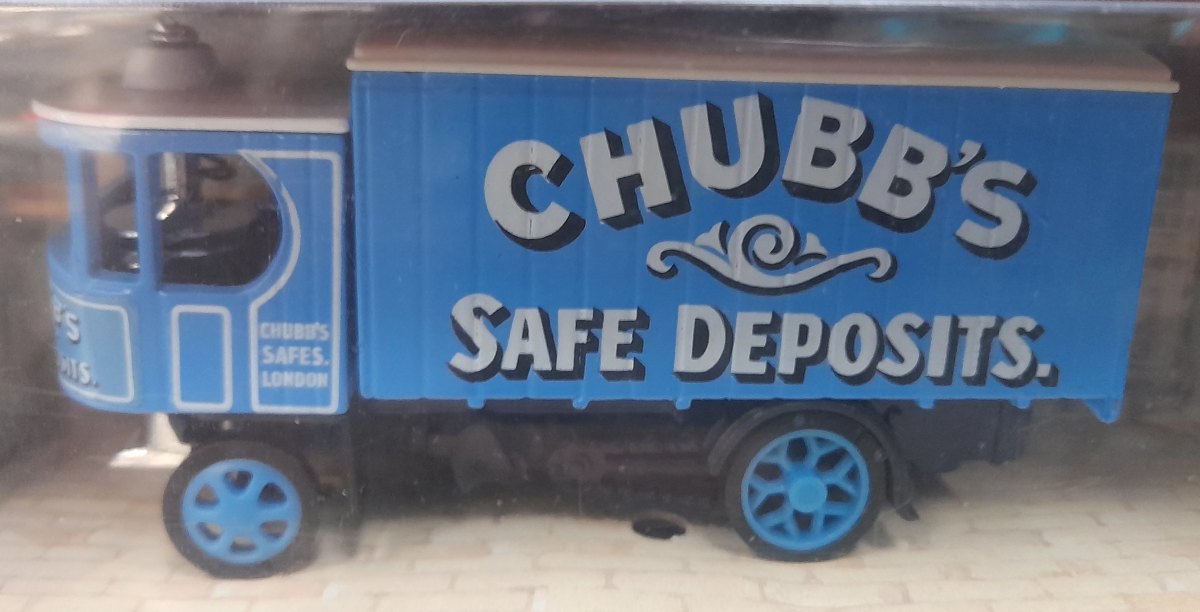 CHUBB'S
SAFE DEPOSITS.
CHUBB'S
SAFES.
LONDON